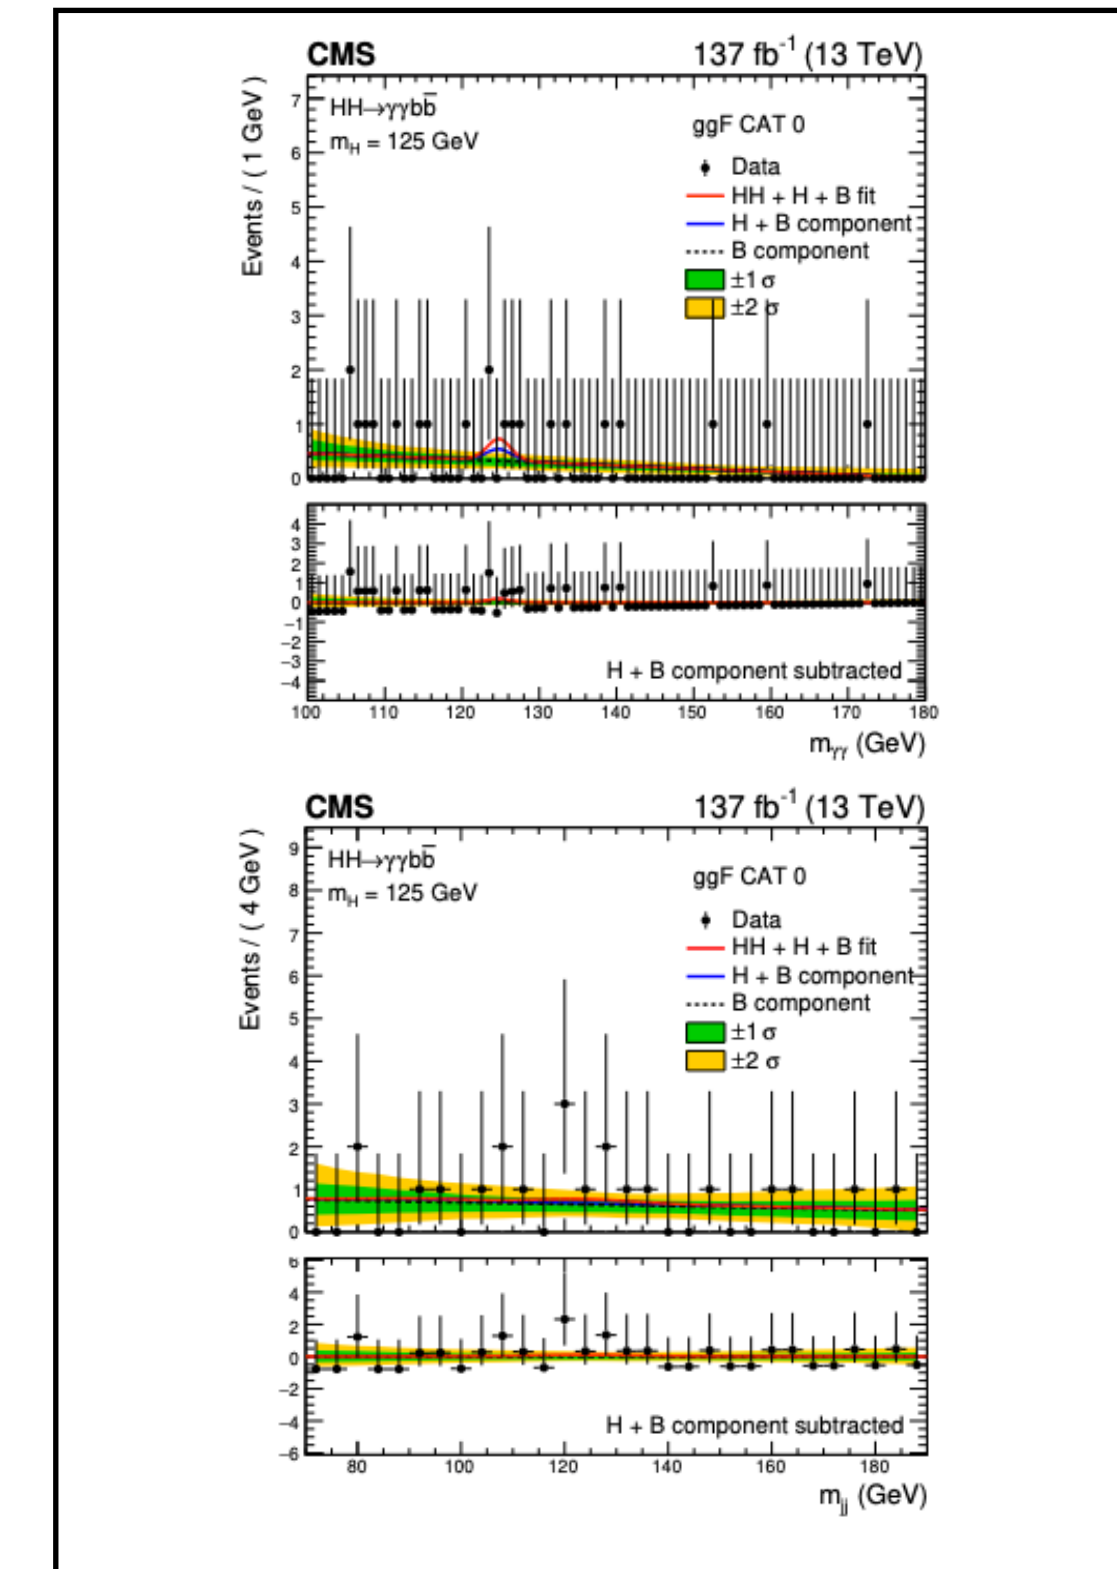 CMS 137 fb⁻¹ (13 TeV)
HH→γγbb̅
m_H = 125 GeV
ggF CAT 0
Data
HH + H + B fit
H + B component
B component
±1 σ
±2 σ
Events / ( 1 GeV )
7
6
5
4
3
2
1
0
4
3
2
1
0
−1
−2
−3
−4
H + B component subtracted
100 110 120 130 140 150 160 170 180
m_γγ (GeV)
CMS 137 fb⁻¹ (13 TeV)
HH→γγbb̅
m_H = 125 GeV
ggF CAT 0
Data
HH + H + B fit
H + B component
B component
±1 σ
±2 σ
Events / ( 4 GeV )
9
8
7
6
5
4
3
2
1
0
6
4
2
0
−2
−4
−6
H + B component subtracted
80 100 120 140 160 180
m_jj (GeV)